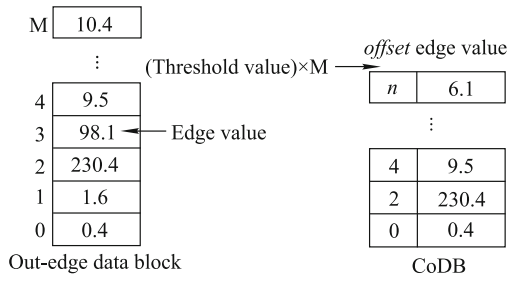 M 10.4
⋮
4 9.5
3 98.1
2 230.4
1 1.6
0 0.4
Out-edge data block
Edge value
(Threshold value)×M
offset edge value
n 6.1
⋮
4 9.5
2 230.4
0 0.4
CoDB